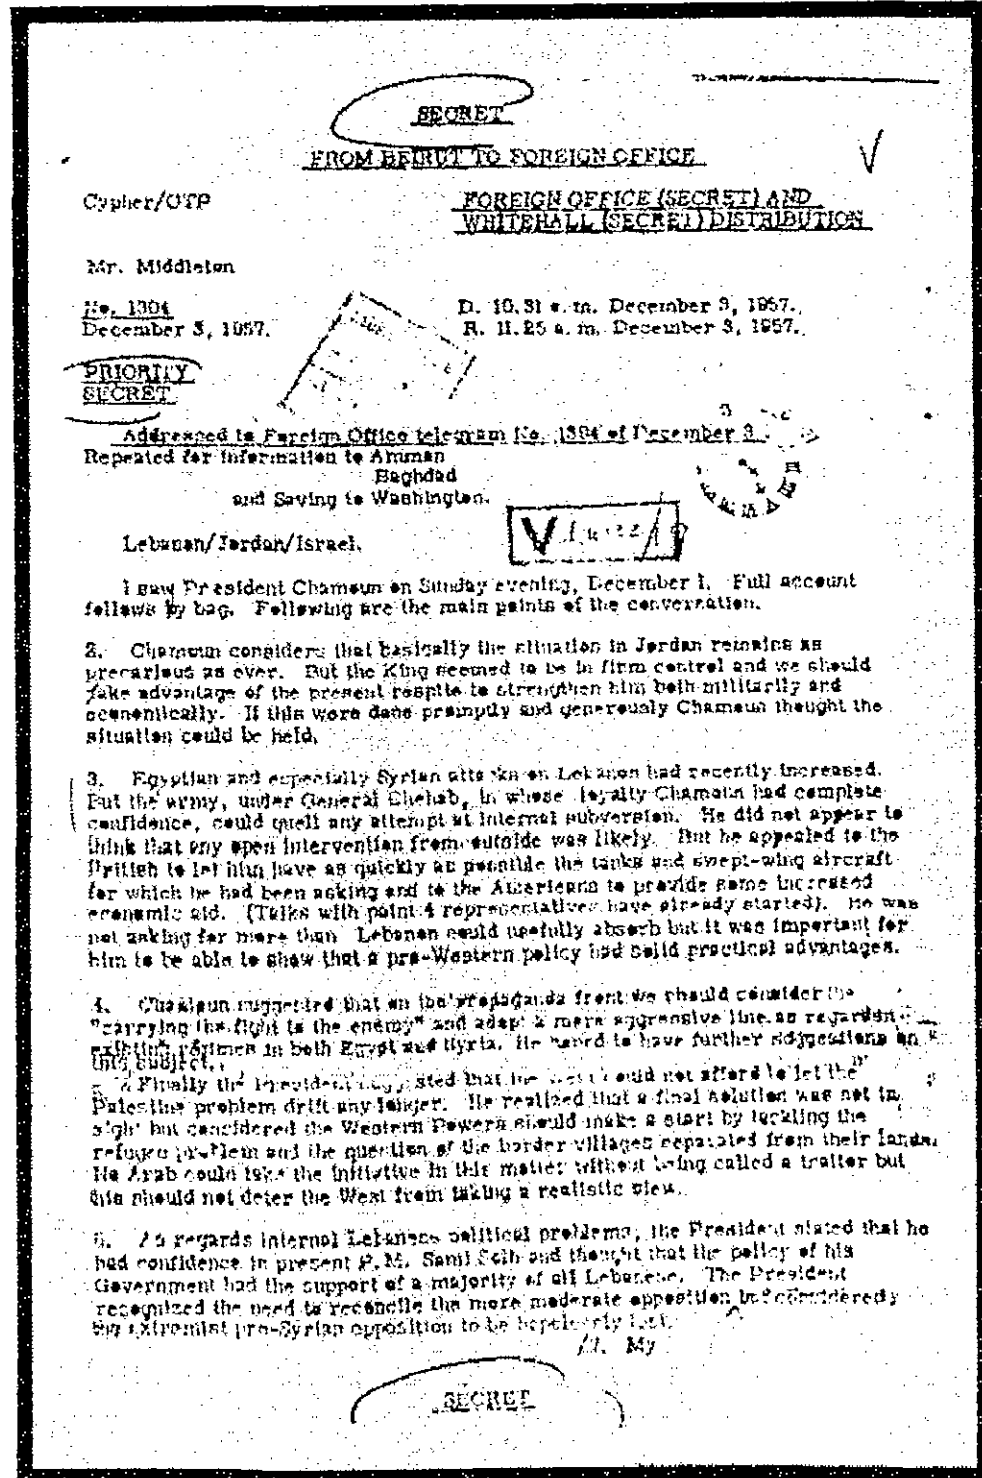 SECRET
FROM BEIRUT TO FOREIGN OFFICE
Cypher/OTP
FOREIGN OFFICE (SECRET) AND
WHITEHALL (SECRET) DISTRIBUTION
Mr. Middleton
No. 1394
December 3, 1957.
D. 10.31 a.m. December 3, 1957.
R. 11.25 a.m. December 3, 1957.
PRIORITY
SECRET
Addressed to Foreign Office telegram No. 1394 of December 3
Repeated for information to Amman
Baghdad
and Saving to Washington.
Lebanon/Jordan/Israel.
I saw President Chamoun on Sunday evening, December 1. Full account
follows by bag. Following are the main points of the conversation.
2. Chamoun considers that basically the situation in Jordan remains as
precarious as ever. But the King seemed to be in firm control and we should
take advantage of the present respite to strengthen him both militarily and
economically. If this were done promptly and generously Chamoun thought the
situation could be held.
3. Egyptian and especially Syrian attacks on Lebanon had recently increased.
But the army, under General Chehab, in whose loyalty Chamoun had complete
confidence, could quell any attempt at internal subversion. He did not appear to
think that any open intervention from outside was likely. But he appealed to the
British to let him have as quickly as possible the tanks and swept-wing aircraft
for which he had been asking and to the Americans to provide some increased
economic aid. (Talks with point 4 representatives have already started). He was
not asking for more than Lebanon could usefully absorb but it was important for
him to be able to show that a pro-Western policy had solid practical advantages.
4. Chamoun suggested that on the propaganda front we should consider the
"carrying the fight to the enemy" and adopt a more aggressive line as regards
existing régimes in both Egypt and Syria. He hoped to have further suggestions on
this subject.
Finally the President suggested that the West could not afford to let the
Palestine problem drift any longer. He realized that a final solution was not in
sight but considered the Western Powers should make a start by tackling the
refugee problem and the question of the border villages separated from their lands.
No Arab could take the initiative in this matter without being called a traitor but
this should not deter the West from taking a realistic view.
6. As regards internal Lebanese political problems, the President stated that he
had confidence in present P.M. Sami Solh and thought that the policy of his
Government had the support of a majority of all Lebanese. The President
recognized the need to reconcile the more moderate opposition but considered
the extremist pro-Syrian opposition to be hopelessly lost.
/7. My
SECRET